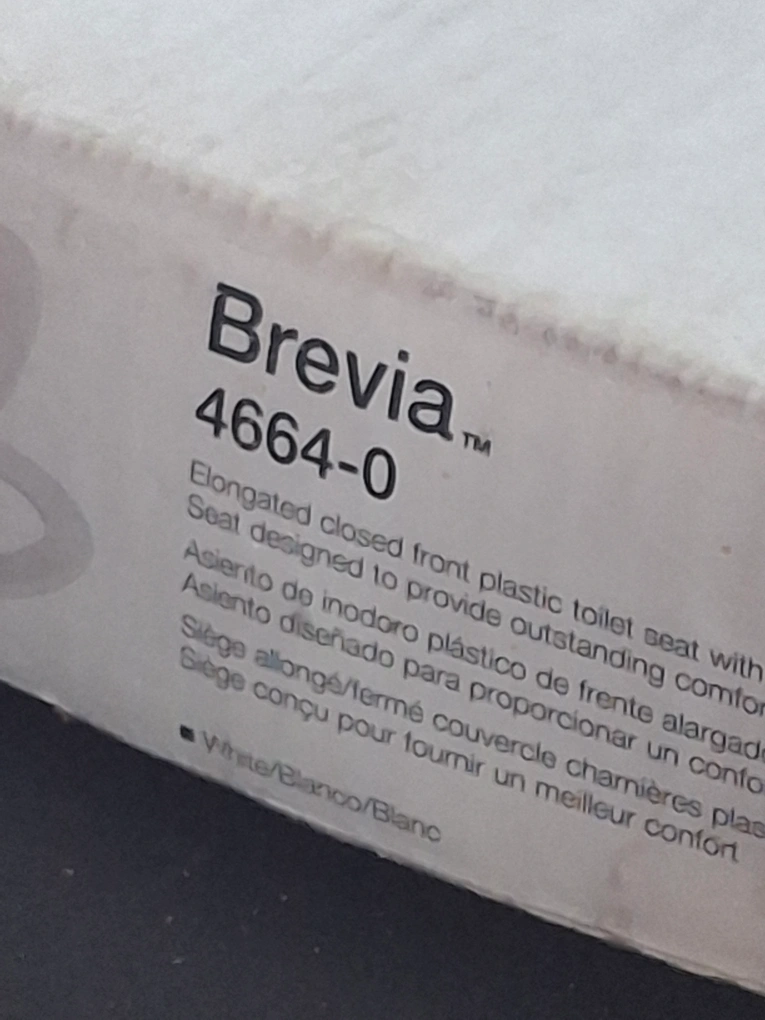 Brevia™
4664-0
Elongated closed front plastic toilet seat with
Seat designed to provide outstanding comfor
Asiento de inodoro plástico de frente alargad
Asiento diseñado para proporcionar un confo
Siège allongé/fermé couvercle charnières plas
Siège conçu pour fournir un meilleur confort
■ White/Blanco/Blanc